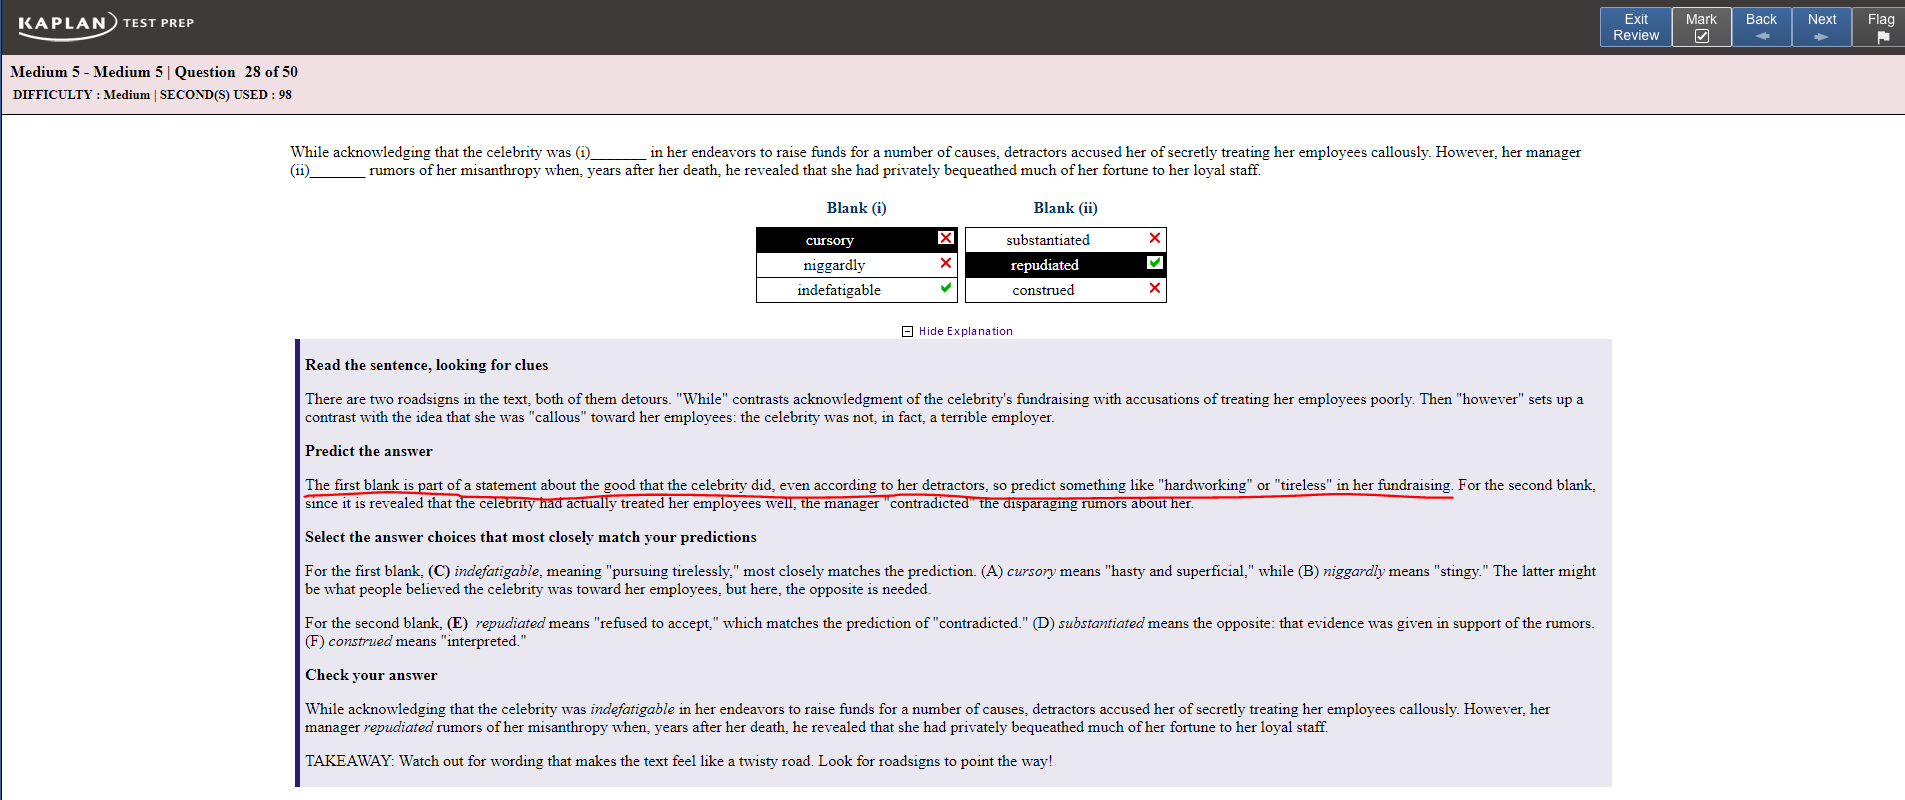 KAPLAN TEST PREP
Exit Review
Mark
Back
Next
Flag
Medium 5 - Medium 5 | Question 28 of 50
DIFFICULTY : Medium | SECOND(S) USED : 98
While acknowledging that the celebrity was (i)_______ in her endeavors to raise funds for a number of causes, detractors accused her of secretly treating her employees callously. However, her manager
(ii)_______ rumors of her misanthropy when, years after her death, he revealed that she had privately bequeathed much of her fortune to her loyal staff.
Blank (i) Blank (ii)
cursory substantiated
niggardly repudiated
indefatigable construed
Hide Explanation
Read the sentence, looking for clues
There are two roadsigns in the text, both of them detours. "While" contrasts acknowledgment of the celebrity's fundraising with accusations of treating her employees poorly. Then "however" sets up a
contrast with the idea that she was "callous" toward her employees: the celebrity was not, in fact, a terrible employer.
Predict the answer
The first blank is part of a statement about the good that the celebrity did, even according to her detractors, so predict something like "hardworking" or "tireless" in her fundraising. For the second blank,
since it is revealed that the celebrity had actually treated her employees well, the manager "contradicted" the disparaging rumors about her.
Select the answer choices that most closely match your predictions
For the first blank, (C) indefatigable, meaning "pursuing tirelessly," most closely matches the prediction. (A) cursory means "hasty and superficial," while (B) niggardly means "stingy." The latter might
be what people believed the celebrity was toward her employees, but here, the opposite is needed.
For the second blank, (E) repudiated means "refused to accept," which matches the prediction of "contradicted." (D) substantiated means the opposite: that evidence was given in support of the rumors.
(F) construed means "interpreted."
Check your answer
While acknowledging that the celebrity was indefatigable in her endeavors to raise funds for a number of causes, detractors accused her of secretly treating her employees callously. However, her
manager repudiated rumors of her misanthropy when, years after her death, he revealed that she had privately bequeathed much of her fortune to her loyal staff.
TAKEAWAY: Watch out for wording that makes the text feel like a twisty road. Look for roadsigns to point the way!